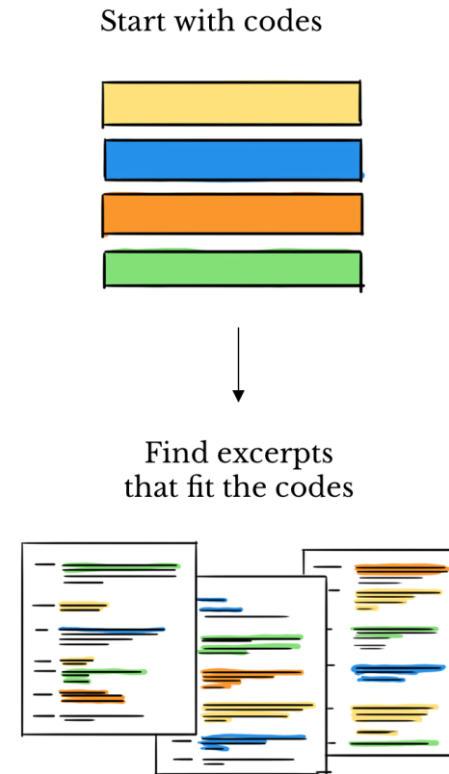 Start with codes
Find excerpts
that fit the codes